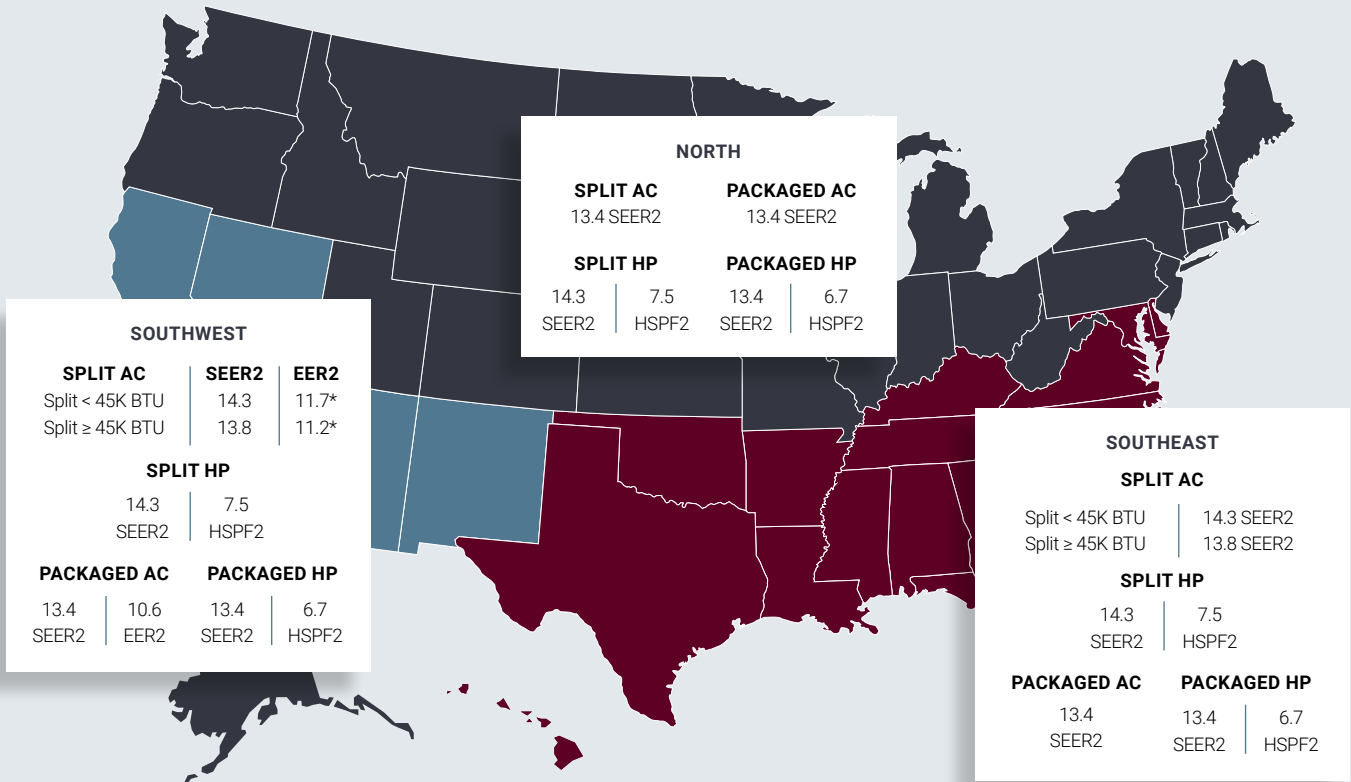 NORTH
SPLIT AC PACKAGED AC
13.4 SEER2 13.4 SEER2
SPLIT HP PACKAGED HP
14.3 7.5 13.4 6.7
SEER2 HSPF2 SEER2 HSPF2
SOUTHWEST
SPLIT AC SEER2 EER2
Split < 45K BTU 14.3 11.7*
Split ≥ 45K BTU 13.8 11.2*
SPLIT HP
14.3 7.5
SEER2 HSPF2
PACKAGED AC PACKAGED HP
13.4 10.6 13.4 6.7
SEER2 EER2 SEER2 HSPF2
SOUTHEAST
SPLIT AC
Split < 45K BTU 14.3 SEER2
Split ≥ 45K BTU 13.8 SEER2
SPLIT HP
14.3 7.5
SEER2 HSPF2
PACKAGED AC PACKAGED HP
13.4 13.4 6.7
SEER2 SEER2 HSPF2